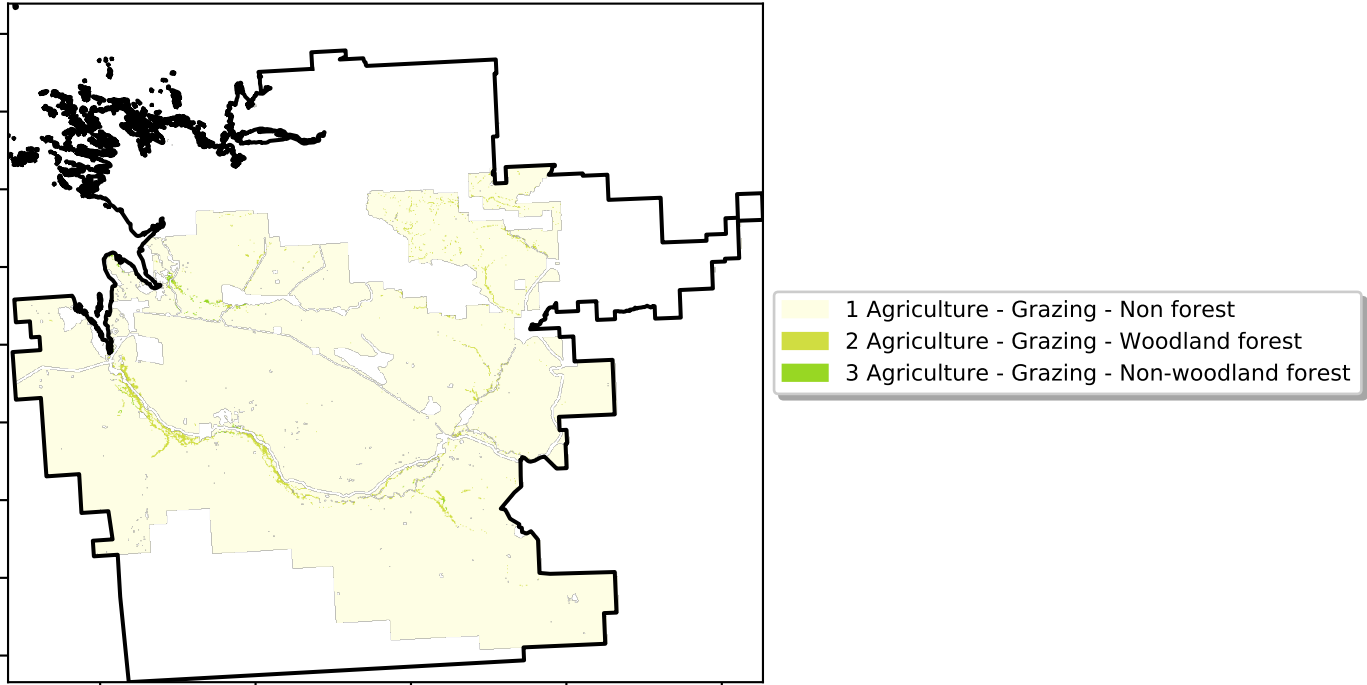 1 Agriculture - Grazing - Non forest
2 Agriculture - Grazing - Woodland forest
3 Agriculture - Grazing - Non-woodland forest